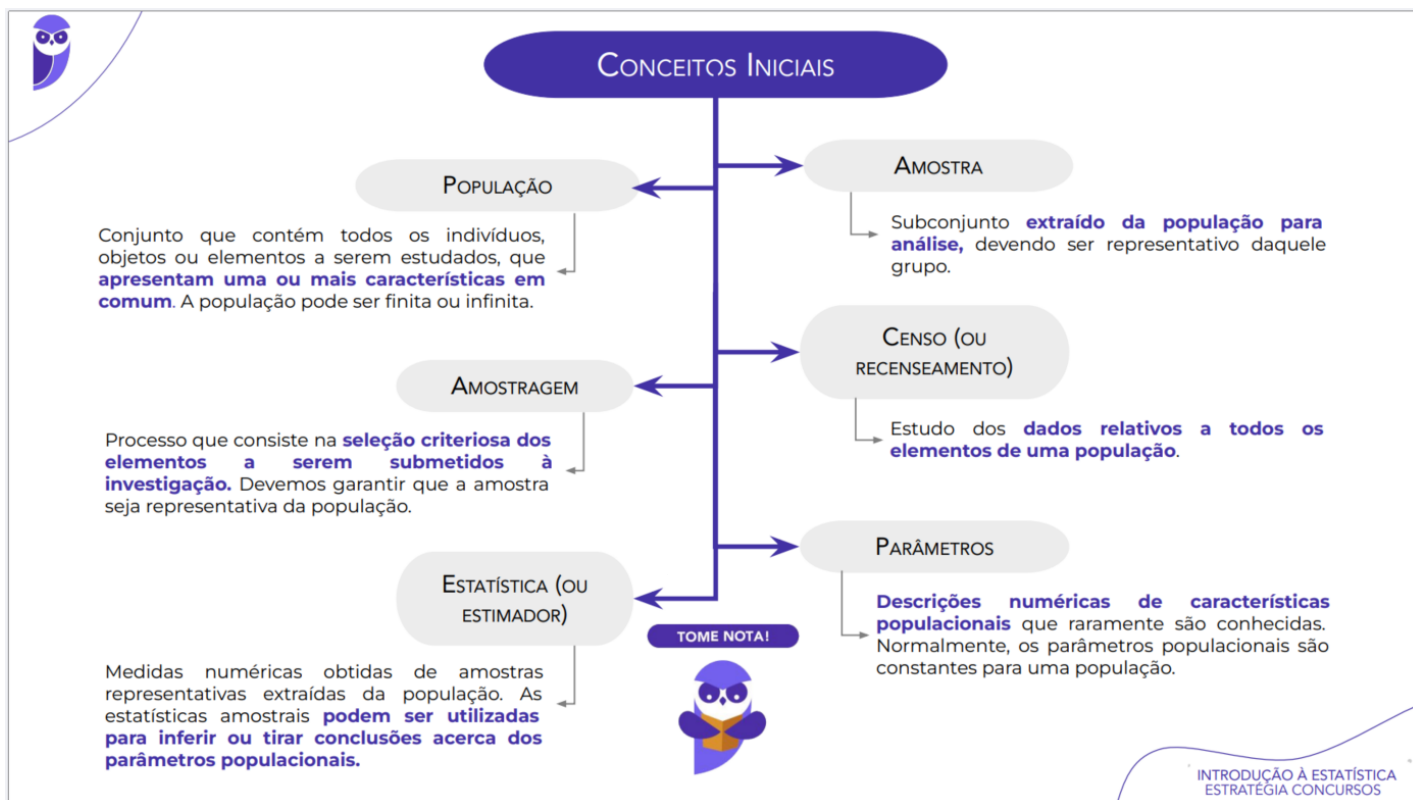 CONCEITOS INICIAIS
POPULAÇÃO
Conjunto que contém todos os indivíduos,
objetos ou elementos a serem estudados, que
apresentam uma ou mais características em
comum. A população pode ser finita ou infinita.
AMOSTRA
Subconjunto extraído da população para
análise, devendo ser representativo daquele
grupo.
AMOSTRAGEM
Processo que consiste na seleção criteriosa dos
elementos a serem submetidos à
investigação. Devemos garantir que a amostra
seja representativa da população.
CENSO (OU
RECENSEAMENTO)
Estudo dos dados relativos a todos os
elementos de uma população.
ESTATÍSTICA (OU
ESTIMADOR)
Medidas numéricas obtidas de amostras
representativas extraídas da população. As
estatísticas amostrais podem ser utilizadas
para inferir ou tirar conclusões acerca dos
parâmetros populacionais.
PARÂMETROS
Descrições numéricas de características
populacionais que raramente são conhecidas.
Normalmente, os parâmetros populacionais são
constantes para uma população.
TOME NOTA!
INTRODUÇÃO À ESTATÍSTICA
ESTRATÉGIA CONCURSOS